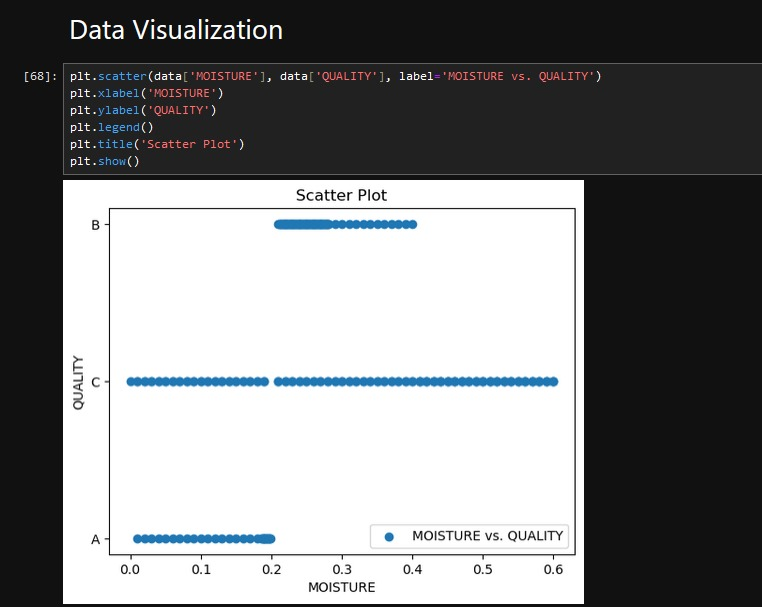 Data Visualization
[68]: plt.scatter(data['MOISTURE'], data['QUALITY'], label='MOISTURE vs. QUALITY')
plt.xlabel('MOISTURE')
plt.ylabel('QUALITY')
plt.legend()
plt.title('Scatter Plot')
plt.show()
Scatter Plot
B
C
A
QUALITY
MOISTURE vs. QUALITY
0.0 0.1 0.2 0.3 0.4 0.5 0.6
MOISTURE